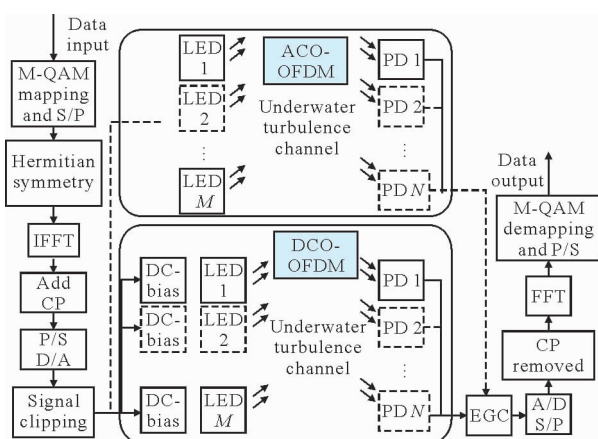 Data
input
M-QAM
mapping
and S/P
Hermitian
symmetry
IFFT
Add
CP
P/S
D/A
Signal
clipping
LED
1
LED
2
⋮
LED
M
ACO-
OFDM
Underwater
turbulence
channel
PD 1
PD 2
⋮
PD N
DC-
bias
DC-
bias
⋮
DC-
bias
LED
1
LED
2
⋮
LED
M
DCO-
OFDM
Underwater
turbulence
channel
PD 1
PD 2
⋮
PD N
EGC
A/D
S/P
CP
removed
FFT
M-QAM
demapping
and P/S
Data
output